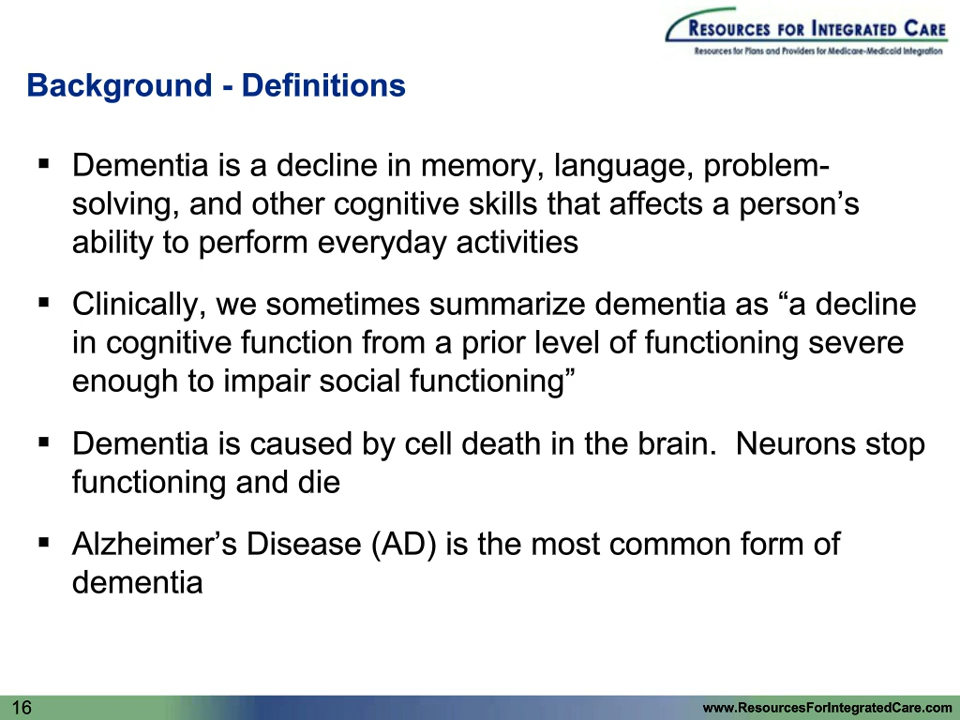 RESOURCES FOR INTEGRATED CARE
Resources for Plans and Providers for Medicare-Medicaid Integration
Background - Definitions
▪ Dementia is a decline in memory, language, problem-
solving, and other cognitive skills that affects a person’s
ability to perform everyday activities
▪ Clinically, we sometimes summarize dementia as “a decline
in cognitive function from a prior level of functioning severe
enough to impair social functioning”
▪ Dementia is caused by cell death in the brain.  Neurons stop
functioning and die
▪ Alzheimer’s Disease (AD) is the most common form of
dementia
16
www.ResourcesForIntegratedCare.com